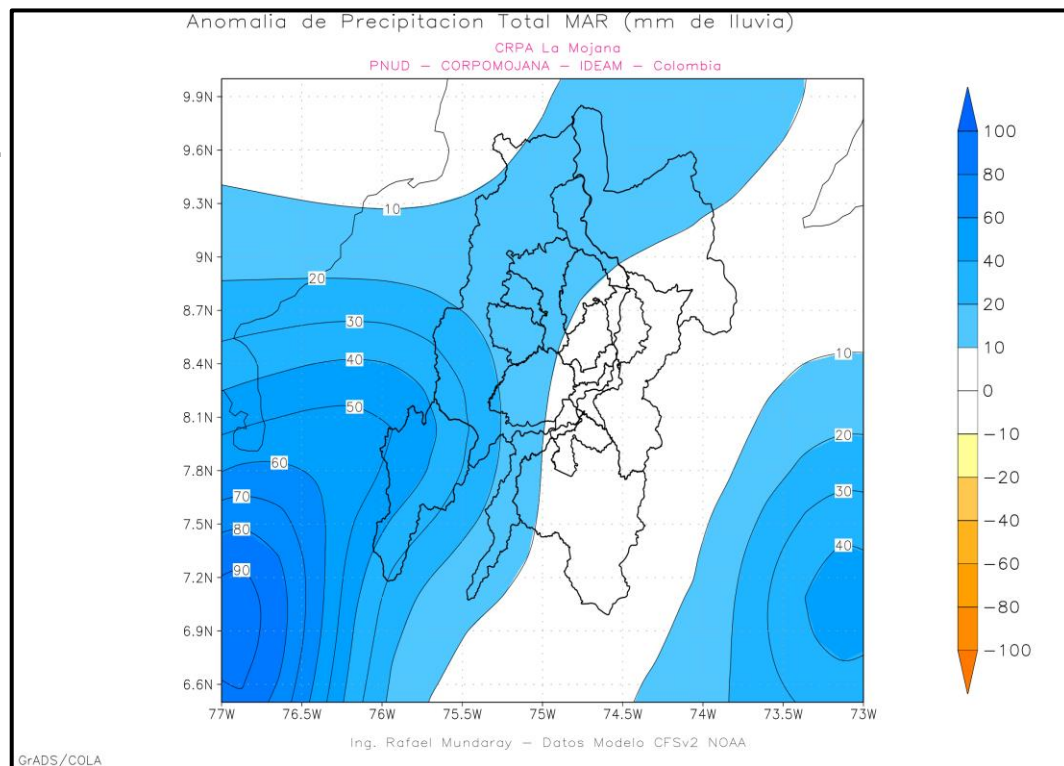 Anomalia de Precipitacion Total MAR (mm de lluvia)
CRPA La Mojana
PNUD – CORPOMOJANA – IDEAM – Colombia
9.9N
9.6N
9.3N
9N
8.7N
8.4N
8.1N
7.8N
7.5N
7.2N
6.9N
6.6N
77W 76.5W 76W 75.5W 75W 74.5W 74W 73.5W 73W
10
20
30
40
50
60
70
80
90
10
20
30
40
100
80
60
40
20
10
0
−10
−20
−40
−60
−80
−100
Ing. Rafael Mundaray – Datos Modelo CFSv2 NOAA
GrADS/COLA